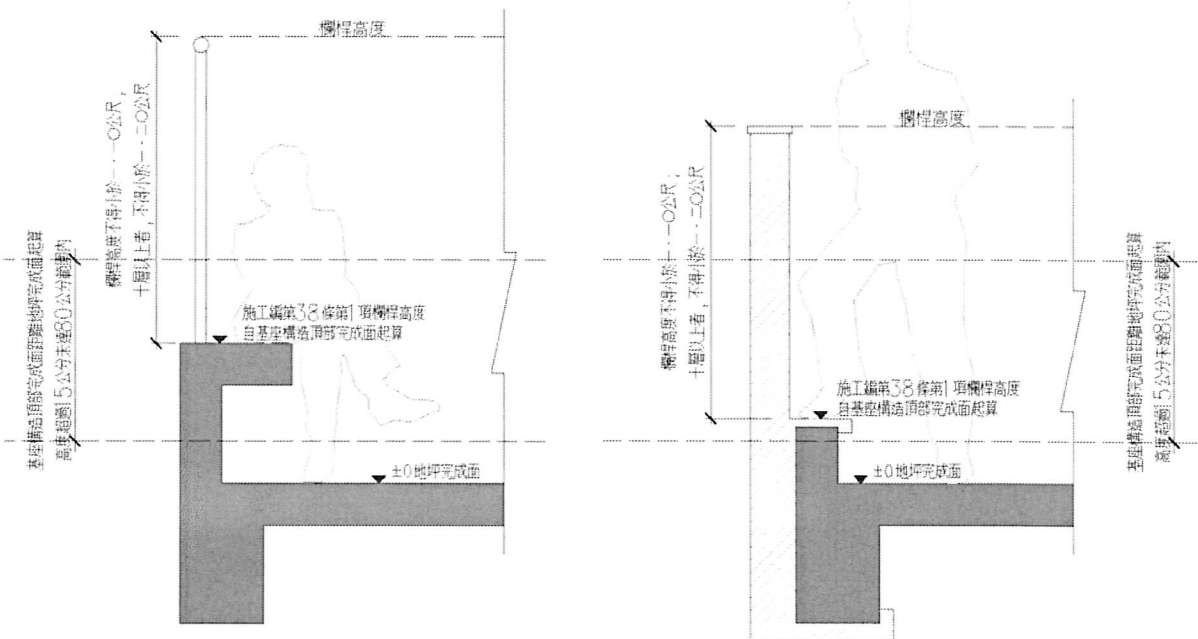 欄桿高度
欄桿高度不得小於一．一〇公尺；
十層以上者，不得小於一．二〇公尺
基座構造頂部完成面距離地坪完成面起算
高度超過15公分未達80公分範圍內
施工編第38條第1項欄桿高度
自基座構造頂部完成面起算
±0地坪完成面
欄桿高度
欄桿高度不得小於一．一〇公尺；
十層以上者，不得小於一．二〇公尺
施工編第38條第1項欄桿高度
自基座構造頂部完成面起算
±0地坪完成面
基座構造頂部完成面距離地坪完成面起算
高度超過15公分未達80公分範圍內